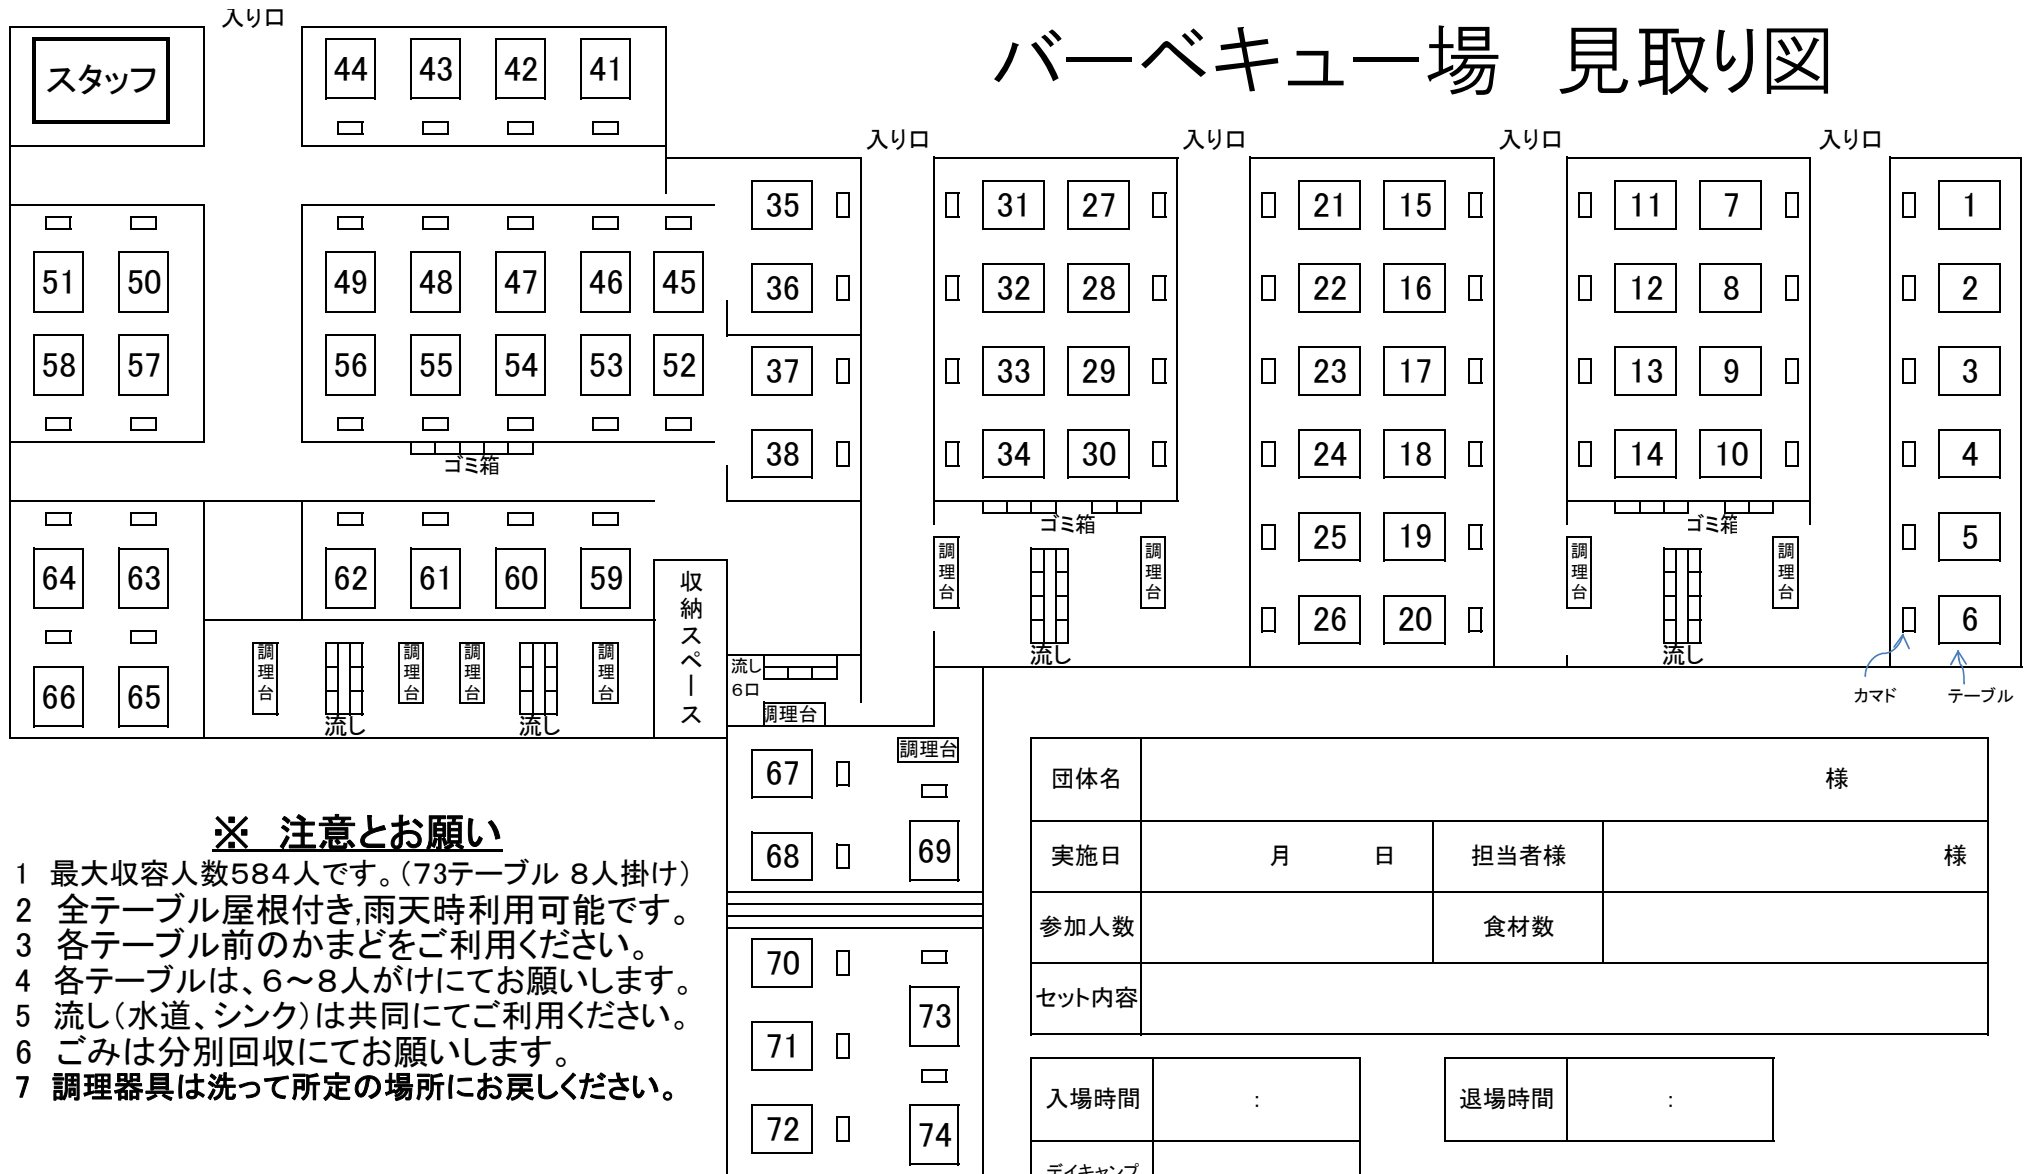 入り口
バーベキュー場　見取り図
スタッフ
44 43 42 41
入り口 入り口 入り口 入り口
35 31 27 21 15 11 7 1
51 50 49 48 47 46 45
36 32 28 22 16 12 8 2
58 57 56 55 54 53 52
37 33 29 23 17 13 9 3
38 34 30 24 18 14 10 4
ゴミ箱
ゴミ箱 ゴミ箱
25 19 5
調理台 調理台 調理台 調理台
64 63 62 61 60 59
収納スペース
26 20 6
流し 流し
調理台 調理台 調理台 調理台
流し
6口
66 65
カマド テーブル
流し 流し
調理台
調理台
67
68 69
70
71 73
72 74
※　注意とお願い
1　最大収容人数584人です。（73テーブル 8人掛け）
2　全テーブル屋根付き,雨天時利用可能です。
3　各テーブル前のかまどをご利用ください。
4　各テーブルは、6～8人がけにてお願いします。
5　流し（水道、シンク）は共同にてご利用ください。
6　ごみは分別回収にてお願いします。
7　調理器具は洗って所定の場所にお戻しください。
団体名 様
実施日 月 日 担当者様 様
参加人数 食材数
セット内容
入場時間 : 退場時間 :
デイキャンプ